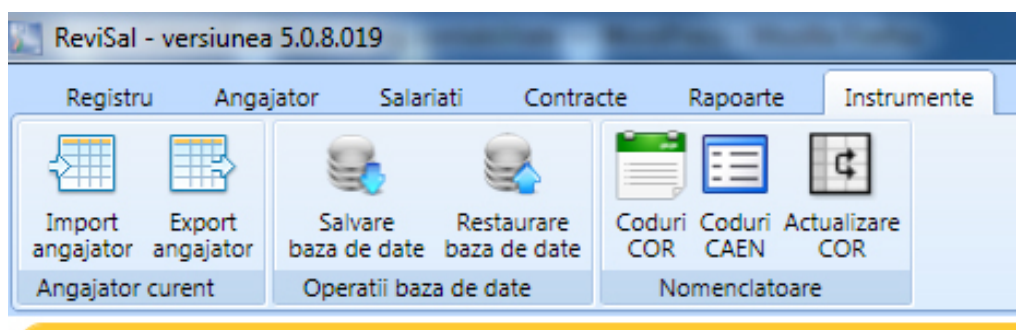 ReviSal - versiunea 5.0.8.019
Registru Angajator Salariati Contracte Rapoarte Instrumente
Import angajator
Export angajator
Salvare baza de date
Restaurare baza de date
Coduri COR
Coduri CAEN
Actualizare COR
Angajator curent Operatii baza de date Nomenclatoare